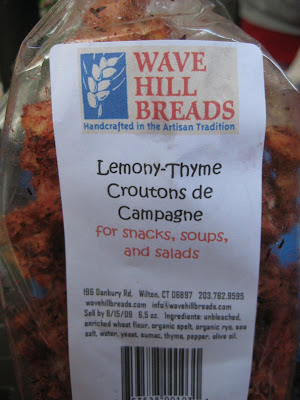 WAVE
HILL
BREADS
Handcrafted in the Artisan Tradition
Lemony-Thyme
Croutons de
Campagne
for snacks, soups,
and salads
196 Danbury Rd. Wilton, CT 06897 203.762.9595
wavehillbreads.com info@wavehillbreads.com
Sell by 8/15/09 6.5 oz. Ingredients: unbleached,
enriched wheat flour, organic spelt, organic rye, sea
salt, water, yeast, sumac, thyme, pepper, olive oil.